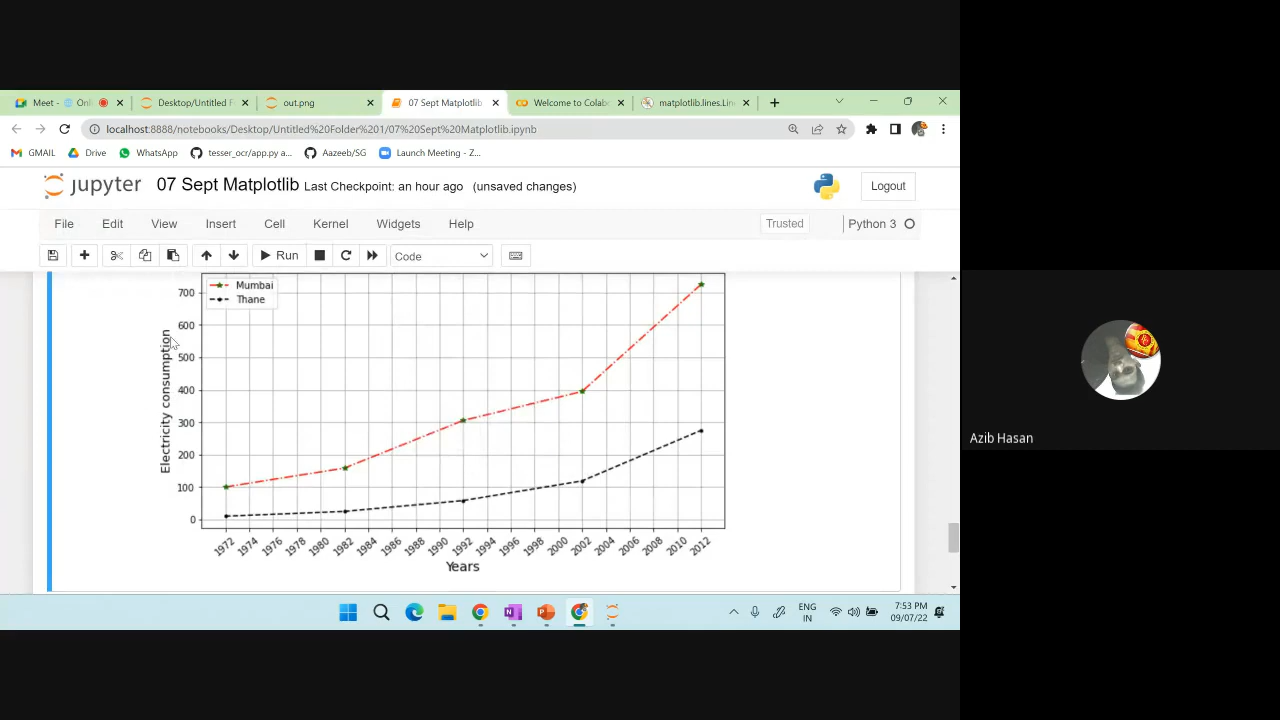 Meet - Onl
Desktop/Untitled F
out.png
07 Sept Matplotlib
Welcome to Colab
matplotlib.lines.Lin
localhost:8888/notebooks/Desktop/Untitled%20Folder%201/07%20Sept%20Matplotlib.ipynb
GMAIL
Drive
WhatsApp
tesser_ocr/app.py a...
Aazeeb/SG
Launch Meeting - Z...
jupyter 07 Sept Matplotlib Last Checkpoint: an hour ago (unsaved changes)
Logout
File Edit View Insert Cell Kernel Widgets Help
Trusted
Python 3
Run
Code
Mumbai
Thane
700
600
500
400
300
200
100
0
Electricity consumption
1972 1974 1976 1978 1980 1982 1984 1986 1988 1990 1992 1994 1996 1998 2000 2002 2004 2006 2008 2010 2012
Years
Azib Hasan
ENG
IN
7:53 PM
09/07/22